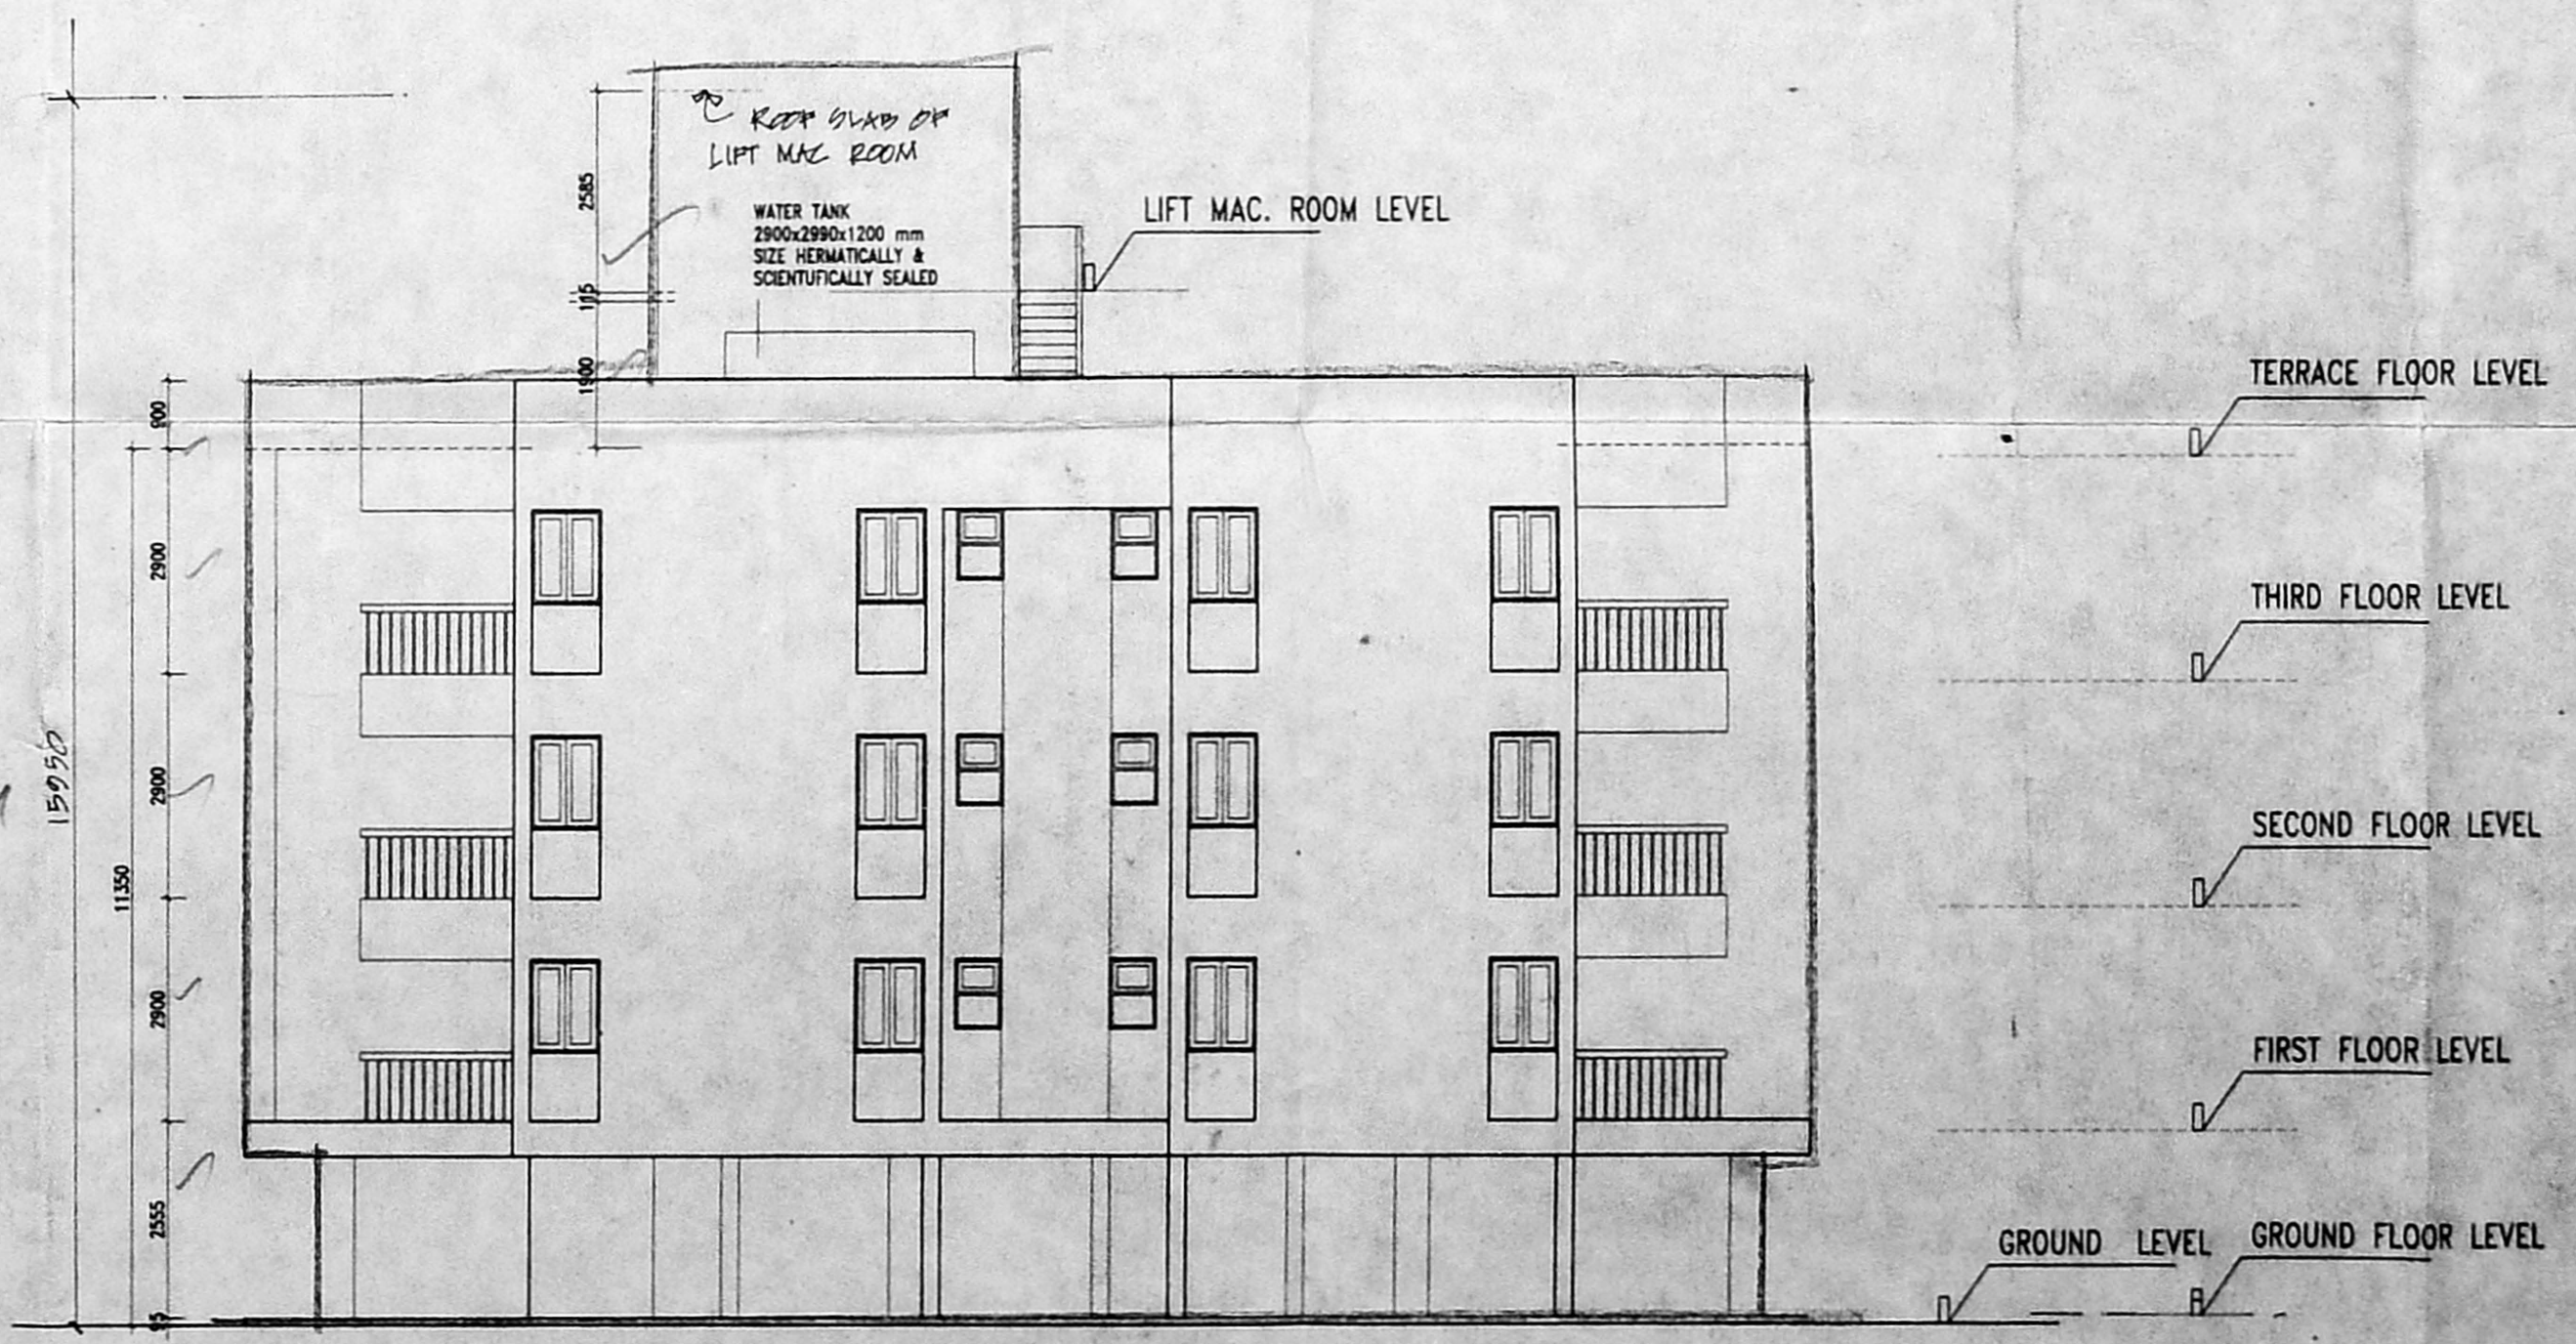 ROOF SLAB OF
LIFT MAC ROOM
2585
WATER TANK
2900x2990x1200 mm
SIZE HERMATICALLY &
SCIENTUFICALLY SEALED
LIFT MAC. ROOM LEVEL
115
1900
TERRACE FLOOR LEVEL
900
2900
THIRD FLOOR LEVEL
15950
2900
SECOND FLOOR LEVEL
11350
2900
FIRST FLOOR LEVEL
2555
GROUND LEVEL
GROUND FLOOR LEVEL